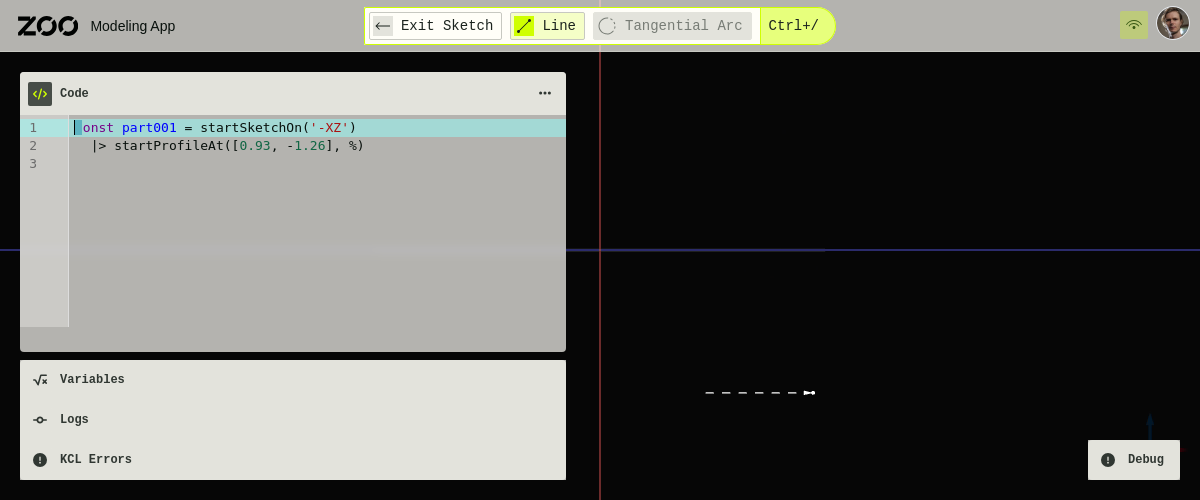 ZOO Modeling App
Exit Sketch Line Tangential Arc Ctrl+/
Code
1 const part001 = startSketchOn('-XZ')
2 |> startProfileAt([0.93, -1.26], %)
3
Variables
Logs
KCL Errors
Debug